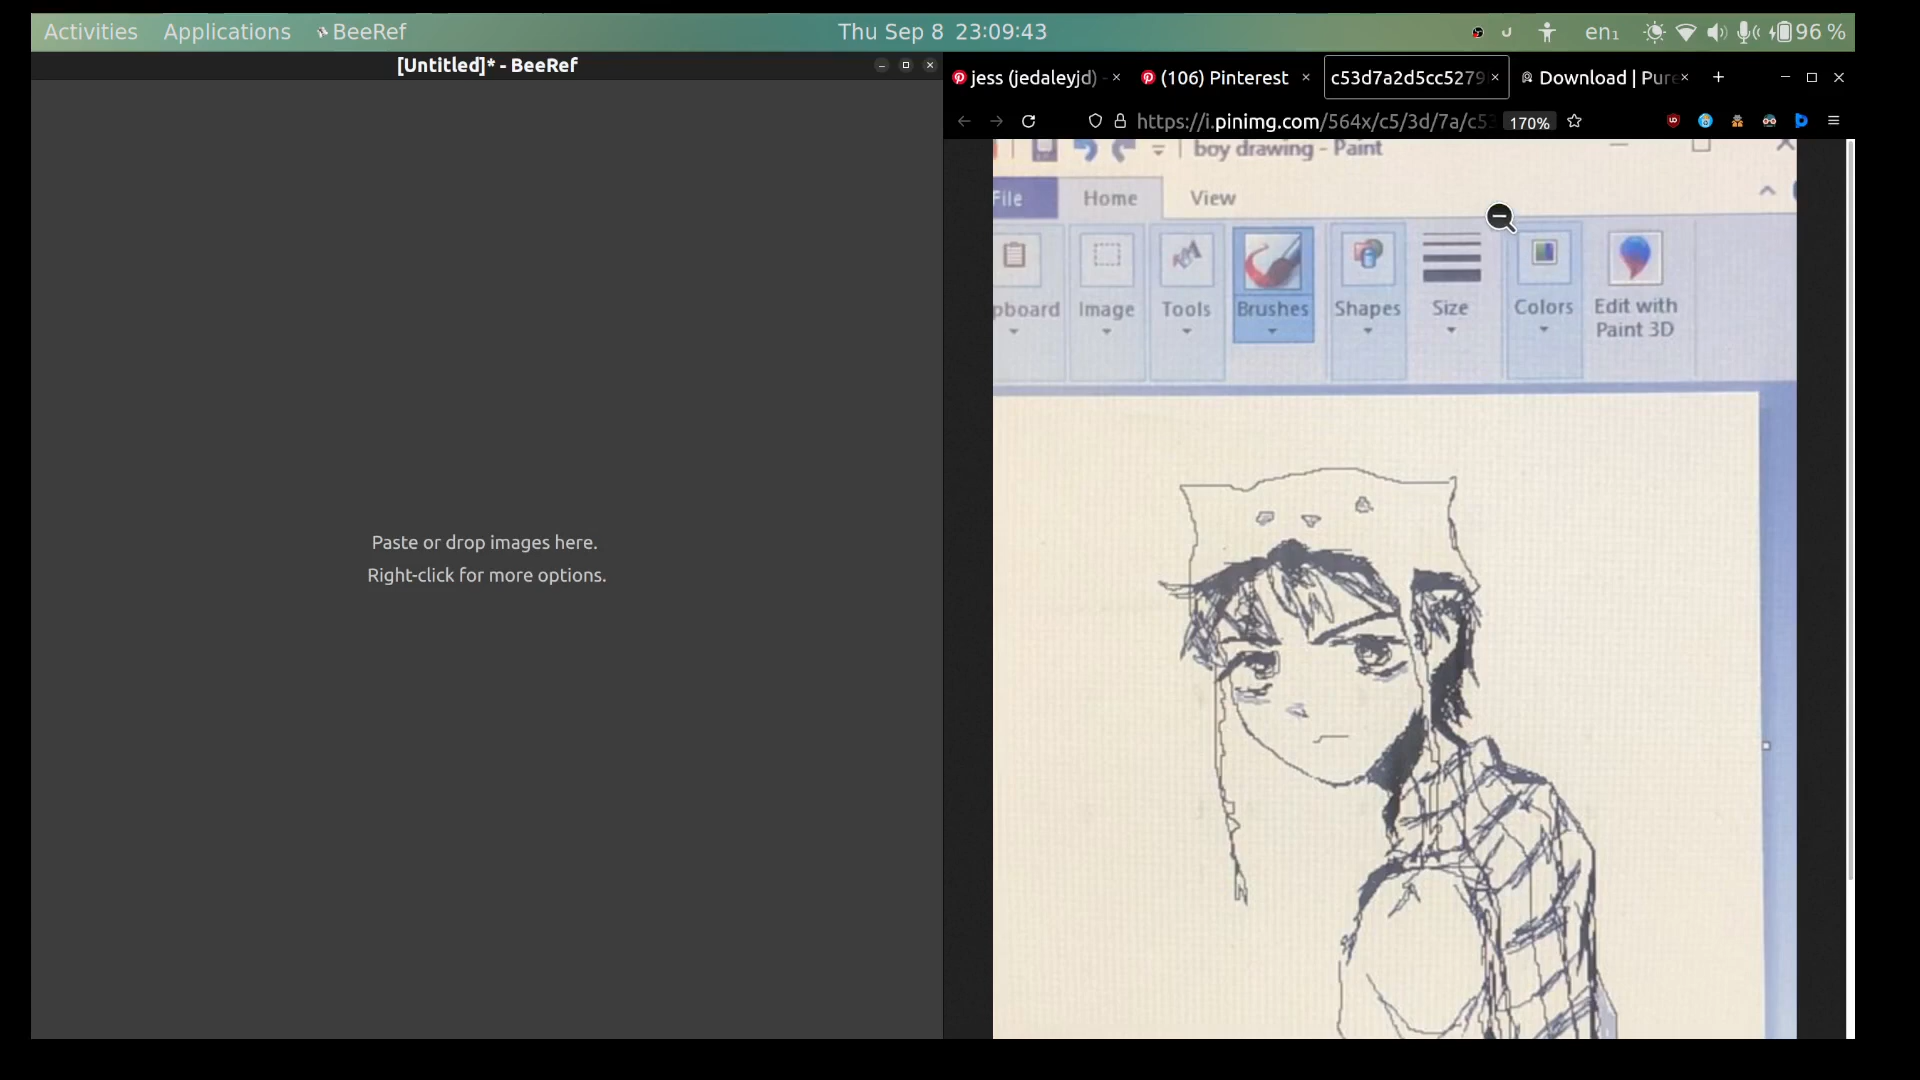 Activities Applications BeeRef Thu Sep 8 23:09:43 en₁ 96 %
[Untitled]* - BeeRef
jess (jedaleyjd) - (106) Pinterest c53d7a2d5cc5279 Download | Pure
https://i.pinimg.com/564x/c5/3d/7a/c53 170%
boy drawing - Paint
File Home View
pboard Image Tools Brushes Shapes Size Colors Edit with
Paint 3D
Paste or drop images here.
Right-click for more options.